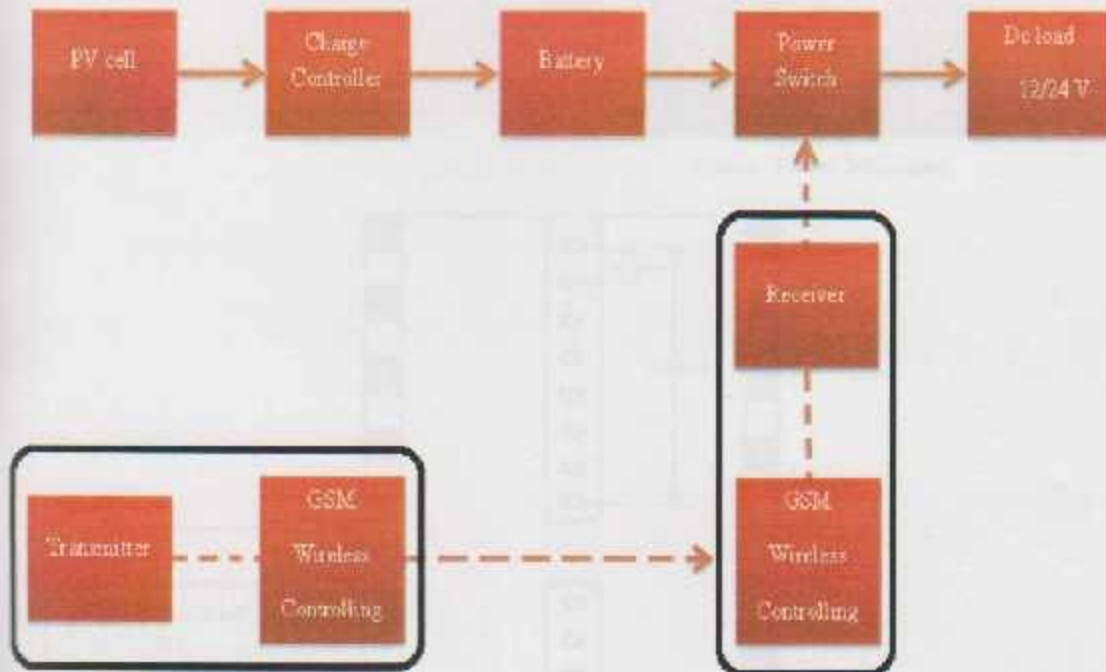 PV cell
Charge
Controller
Battery
Power
Switch
Dc load
12/24 V
Receiver
Transmitter
GSM
Wireless
Controlling
GSM
Wireless
Controlling